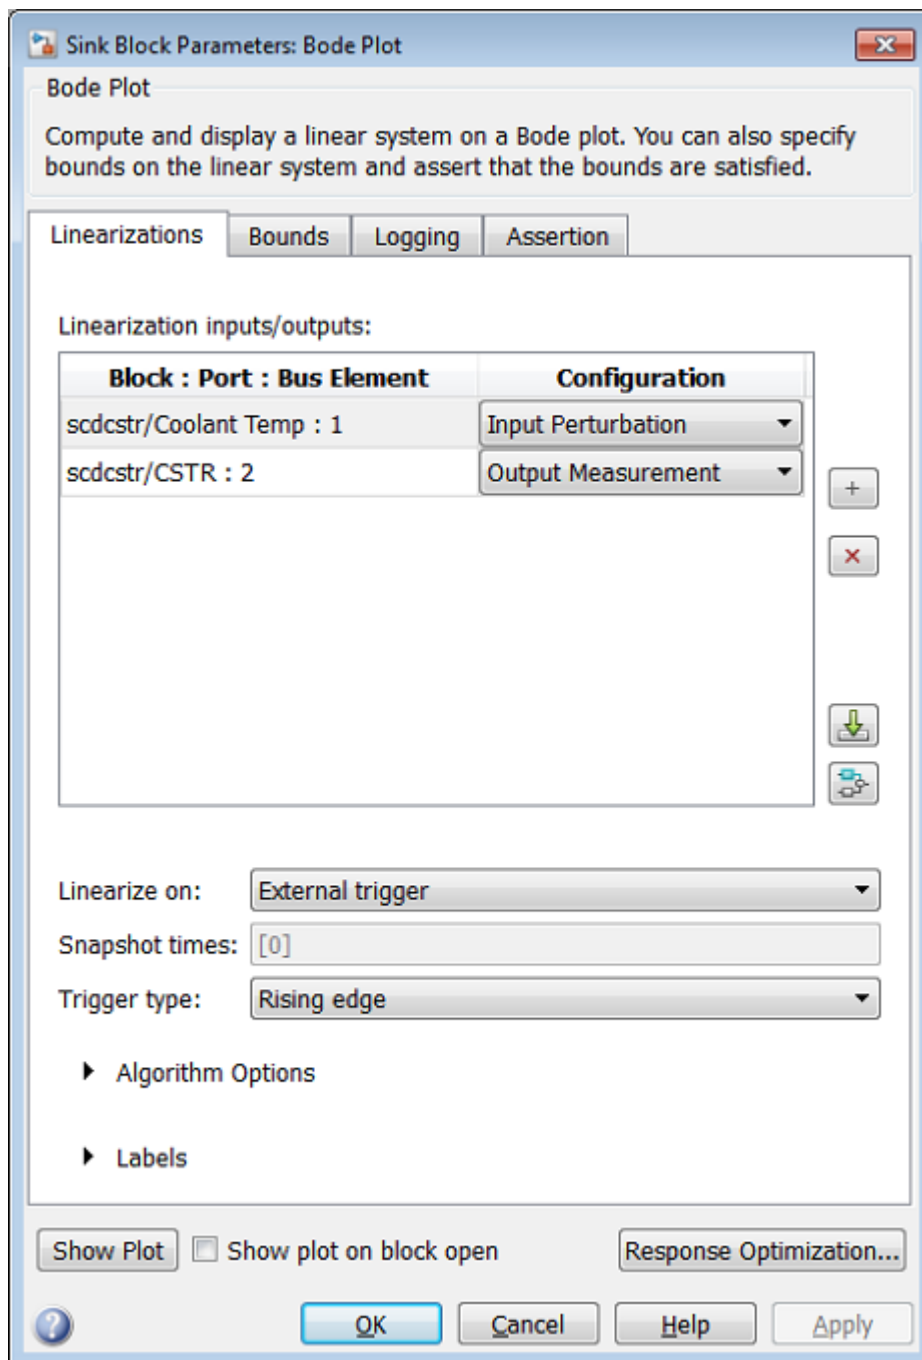 Sink Block Parameters: Bode Plot
Bode Plot
Compute and display a linear system on a Bode plot. You can also specify
bounds on the linear system and assert that the bounds are satisfied.
Linearizations Bounds Logging Assertion
Linearization inputs/outputs:
Block : Port : Bus Element Configuration
scdcstr/Coolant Temp : 1 Input Perturbation
scdcstr/CSTR : 2 Output Measurement
Linearize on: External trigger
Snapshot times: [0]
Trigger type: Rising edge
Algorithm Options
Labels
Show Plot Show plot on block open Response Optimization...
OK Cancel Help Apply